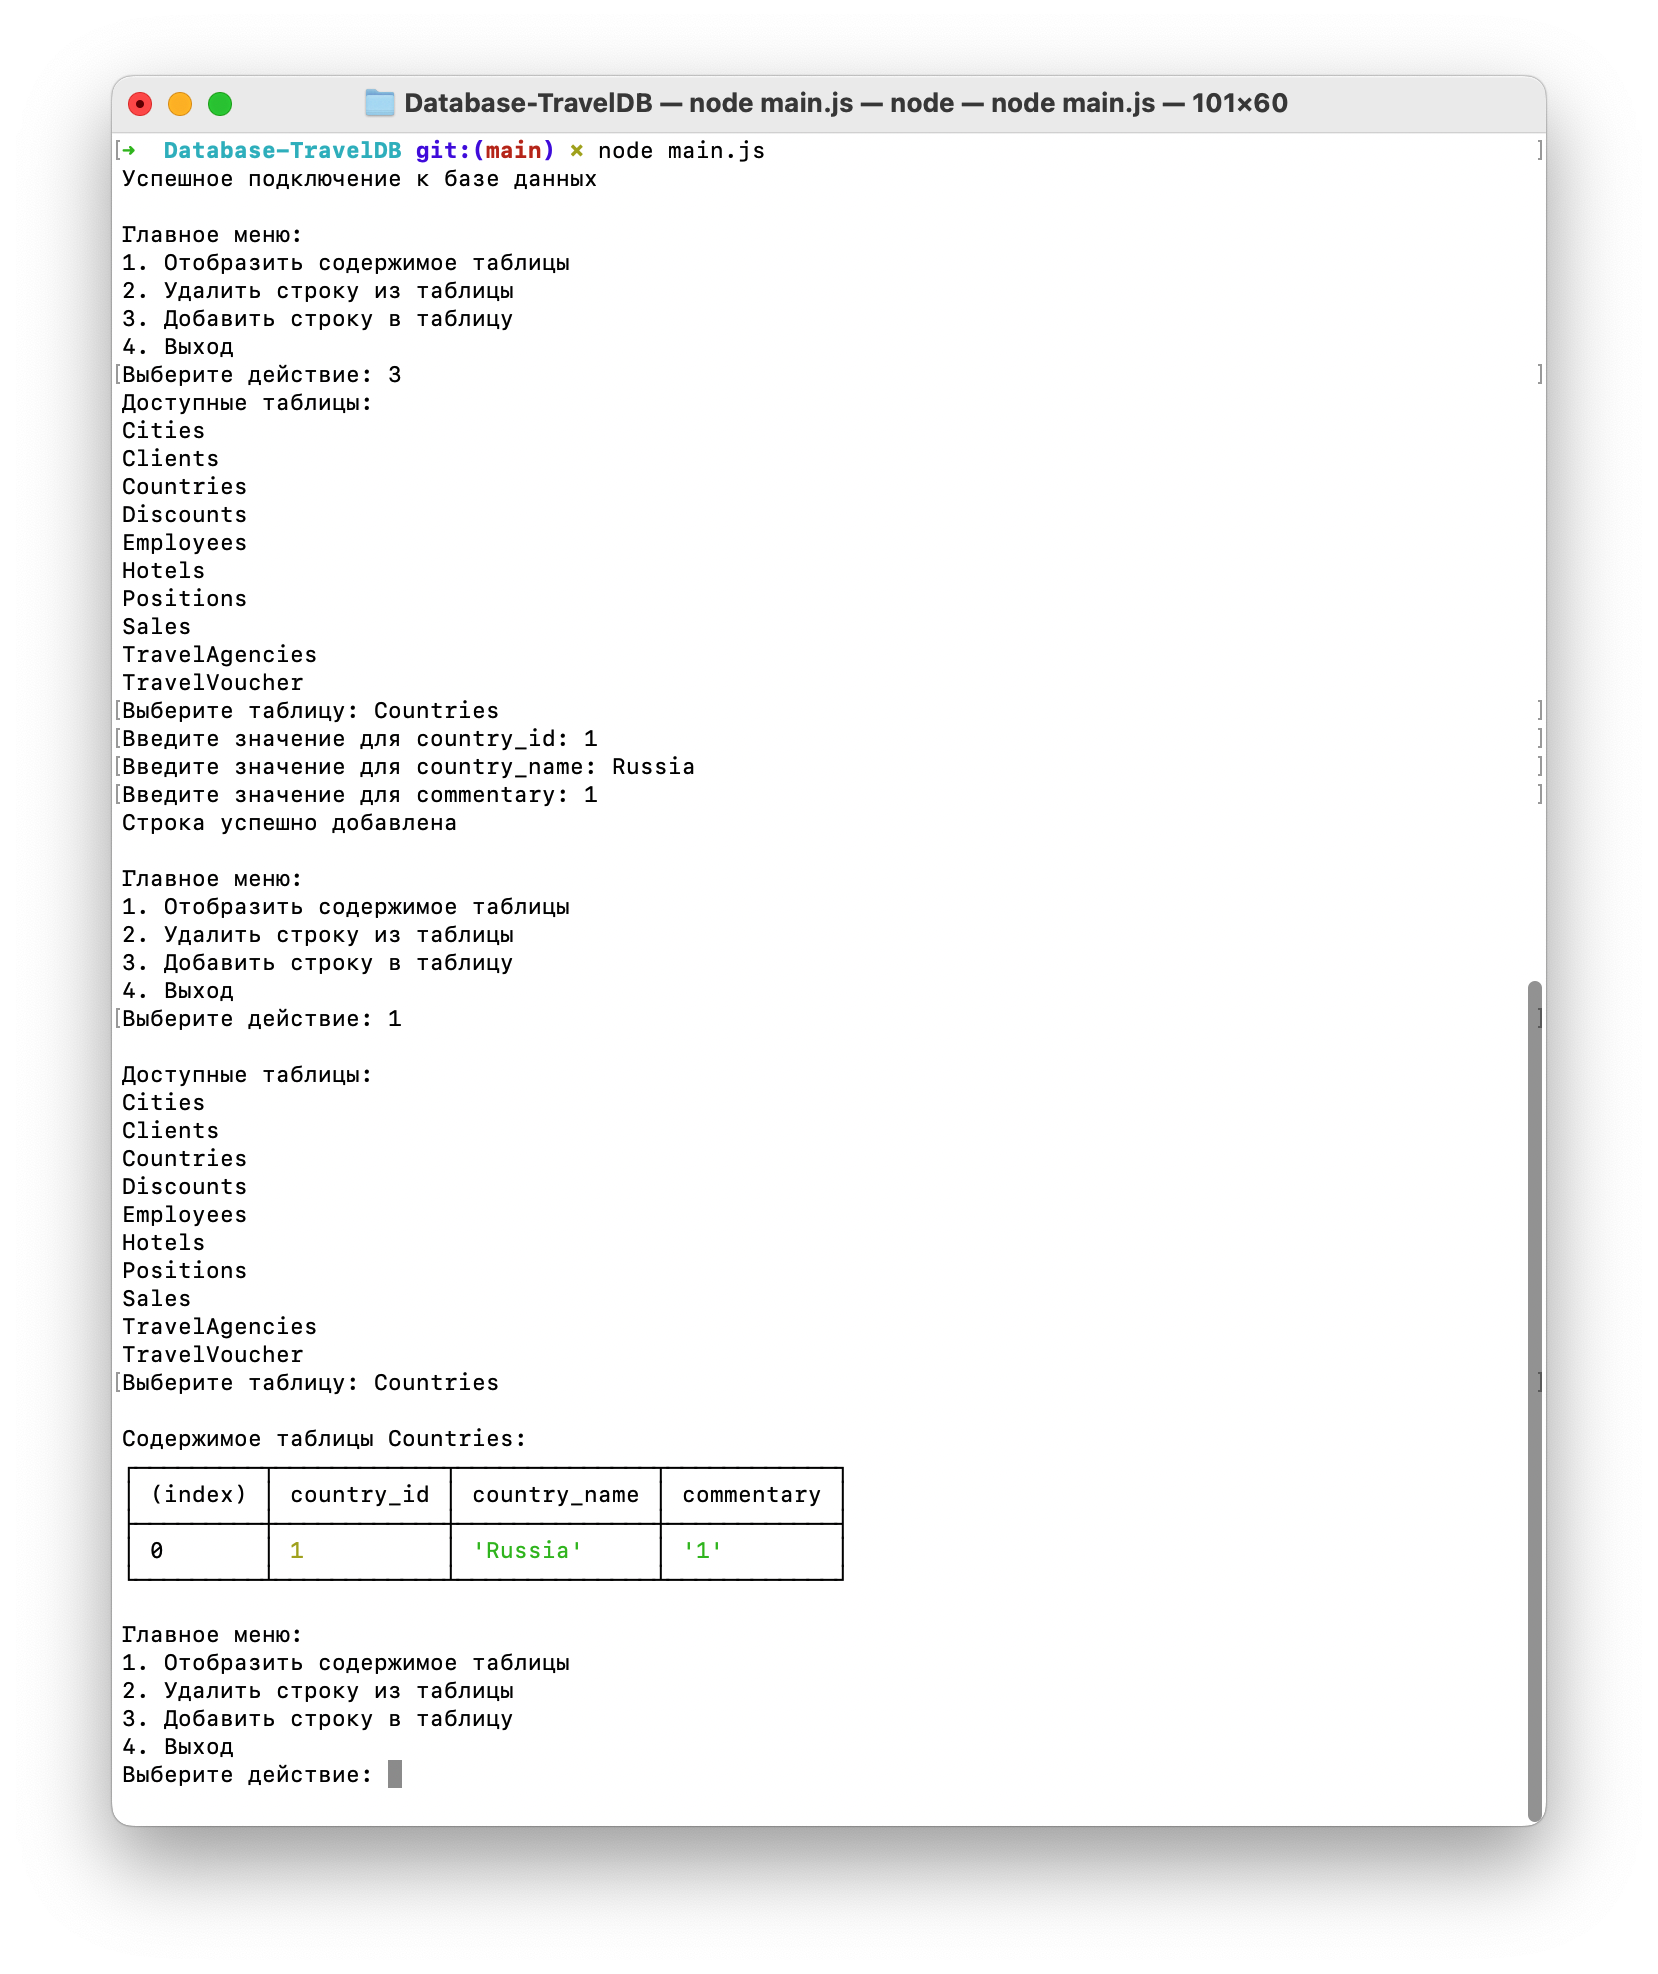 Database-TravelDB — node main.js — node — node main.js — 101×60
➜  Database-TravelDB git:(main) ✗ node main.js
Успешное подключение к базе данных
Главное меню:
1. Отобразить содержимое таблицы
2. Удалить строку из таблицы
3. Добавить строку в таблицу
4. Выход
Выберите действие: 3
Доступные таблицы:
Cities
Clients
Countries
Discounts
Employees
Hotels
Positions
Sales
TravelAgencies
TravelVoucher
Выберите таблицу: Countries
Введите значение для country_id: 1
Введите значение для country_name: Russia
Введите значение для commentary: 1
Строка успешно добавлена
Главное меню:
1. Отобразить содержимое таблицы
2. Удалить строку из таблицы
3. Добавить строку в таблицу
4. Выход
Выберите действие: 1
Доступные таблицы:
Cities
Clients
Countries
Discounts
Employees
Hotels
Positions
Sales
TravelAgencies
TravelVoucher
Выберите таблицу: Countries
Содержимое таблицы Countries:
(index) country_id country_name commentary
0 1 'Russia' '1'
Главное меню:
1. Отобразить содержимое таблицы
2. Удалить строку из таблицы
3. Добавить строку в таблицу
4. Выход
Выберите действие: